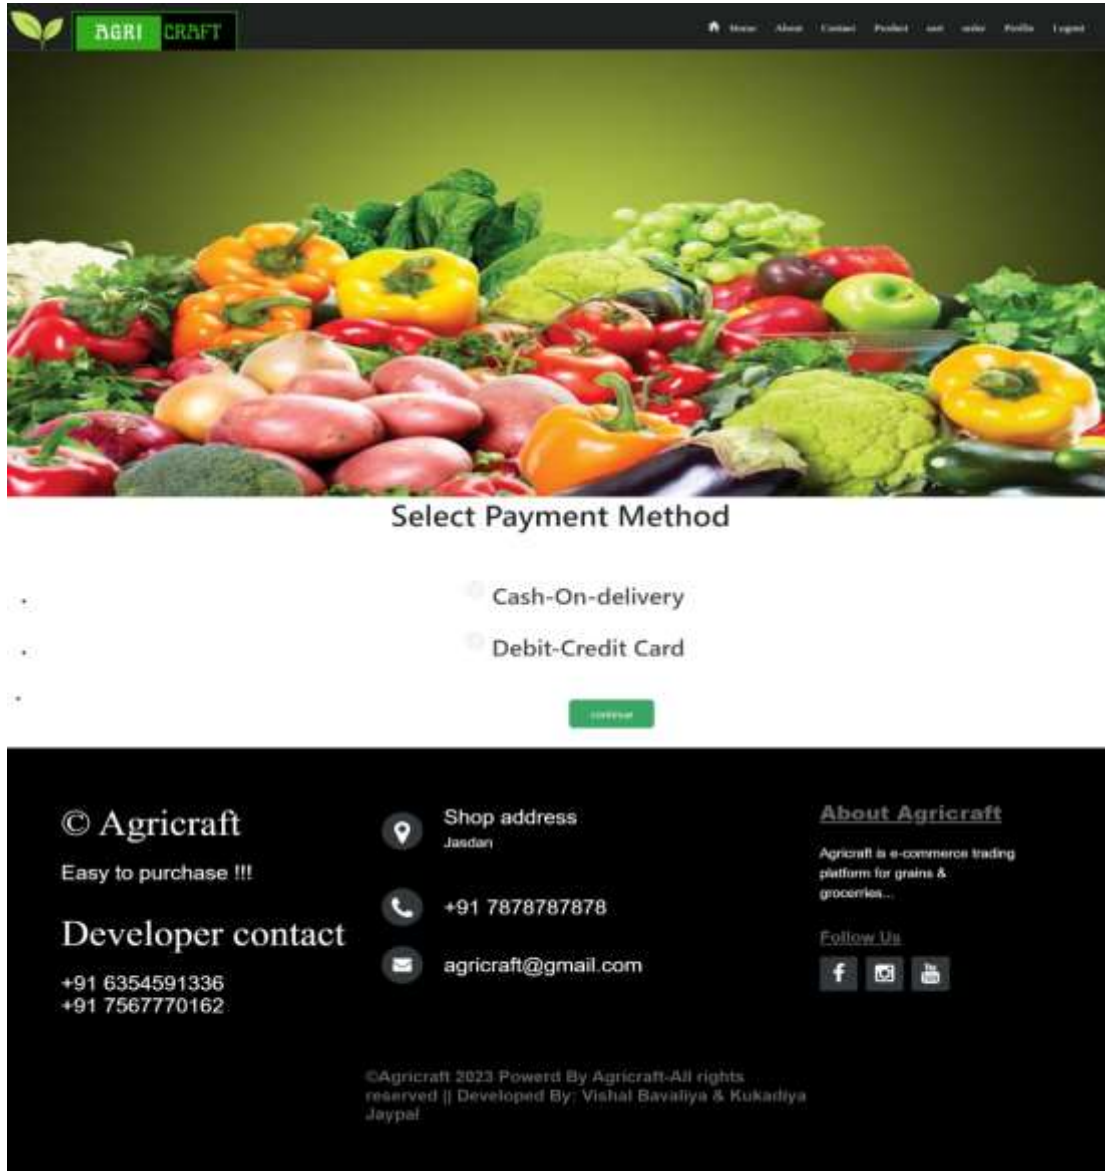 AGRI CRAFT
Home About Contact Product cart order Profile Logout
Select Payment Method
Cash-On-delivery
Debit-Credit Card
continue
© Agricraft
Easy to purchase !!!
Developer contact
+91 6354591336
+91 7567770162
Shop address
Jasdan
+91 7878787878
agricraft@gmail.com
About Agricraft
Agricraft is e-commerce trading
platform for grains &
grocerries...
Follow Us
You
Tube
©Agricraft 2023 Powerd By Agricraft-All rights
reserved || Developed By: Vishal Bavaliya & Kukadiya
Jaypal